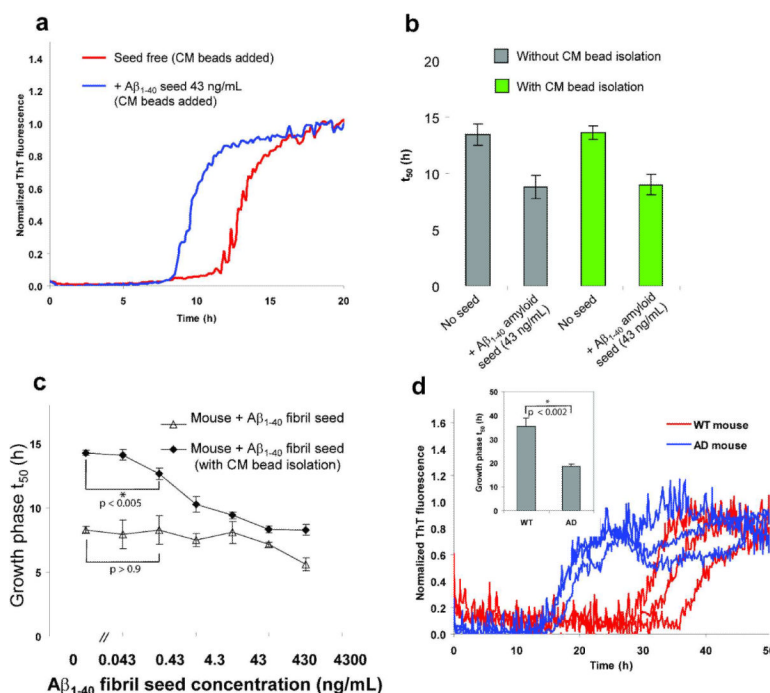 a
Seed free (CM beads added)
+ Aβ1-40 seed 43 ng/mL
(CM beads added)
Normalized ThT fluorescence
1.4
1.2
1.0
0.8
0.6
0.4
0.2
0.0
0 5 10 15 20
Time (h)
b
Without CM bead isolation
With CM bead isolation
t50 (h)
20
15
10
5
0
No seed
+ Aβ1-40 amyloid
seed (43 ng/mL)
No seed
+ Aβ1-40 amyloid
seed (43 ng/mL)
c
Mouse + Aβ1-40 fibril seed
Mouse + Aβ1-40 fibril seed
(with CM bead isolation)
Growth phase t50 (h)
15
10
5
0
*
p < 0.005
p > 0.9
0 // 0.043 0.43 4.3 43 430 4300
Aβ1-40 fibril seed concentration (ng/mL)
d
WT mouse
AD mouse
Normalized ThT fluorescence
1.6
1.4
1.2
1.0
0.8
0.6
0.4
0.2
0.0
0 10 20 30 40 50
Time (h)
Growth phase t50 (h)
50
40
30
20
10
0
*
p < 0.002
WT AD